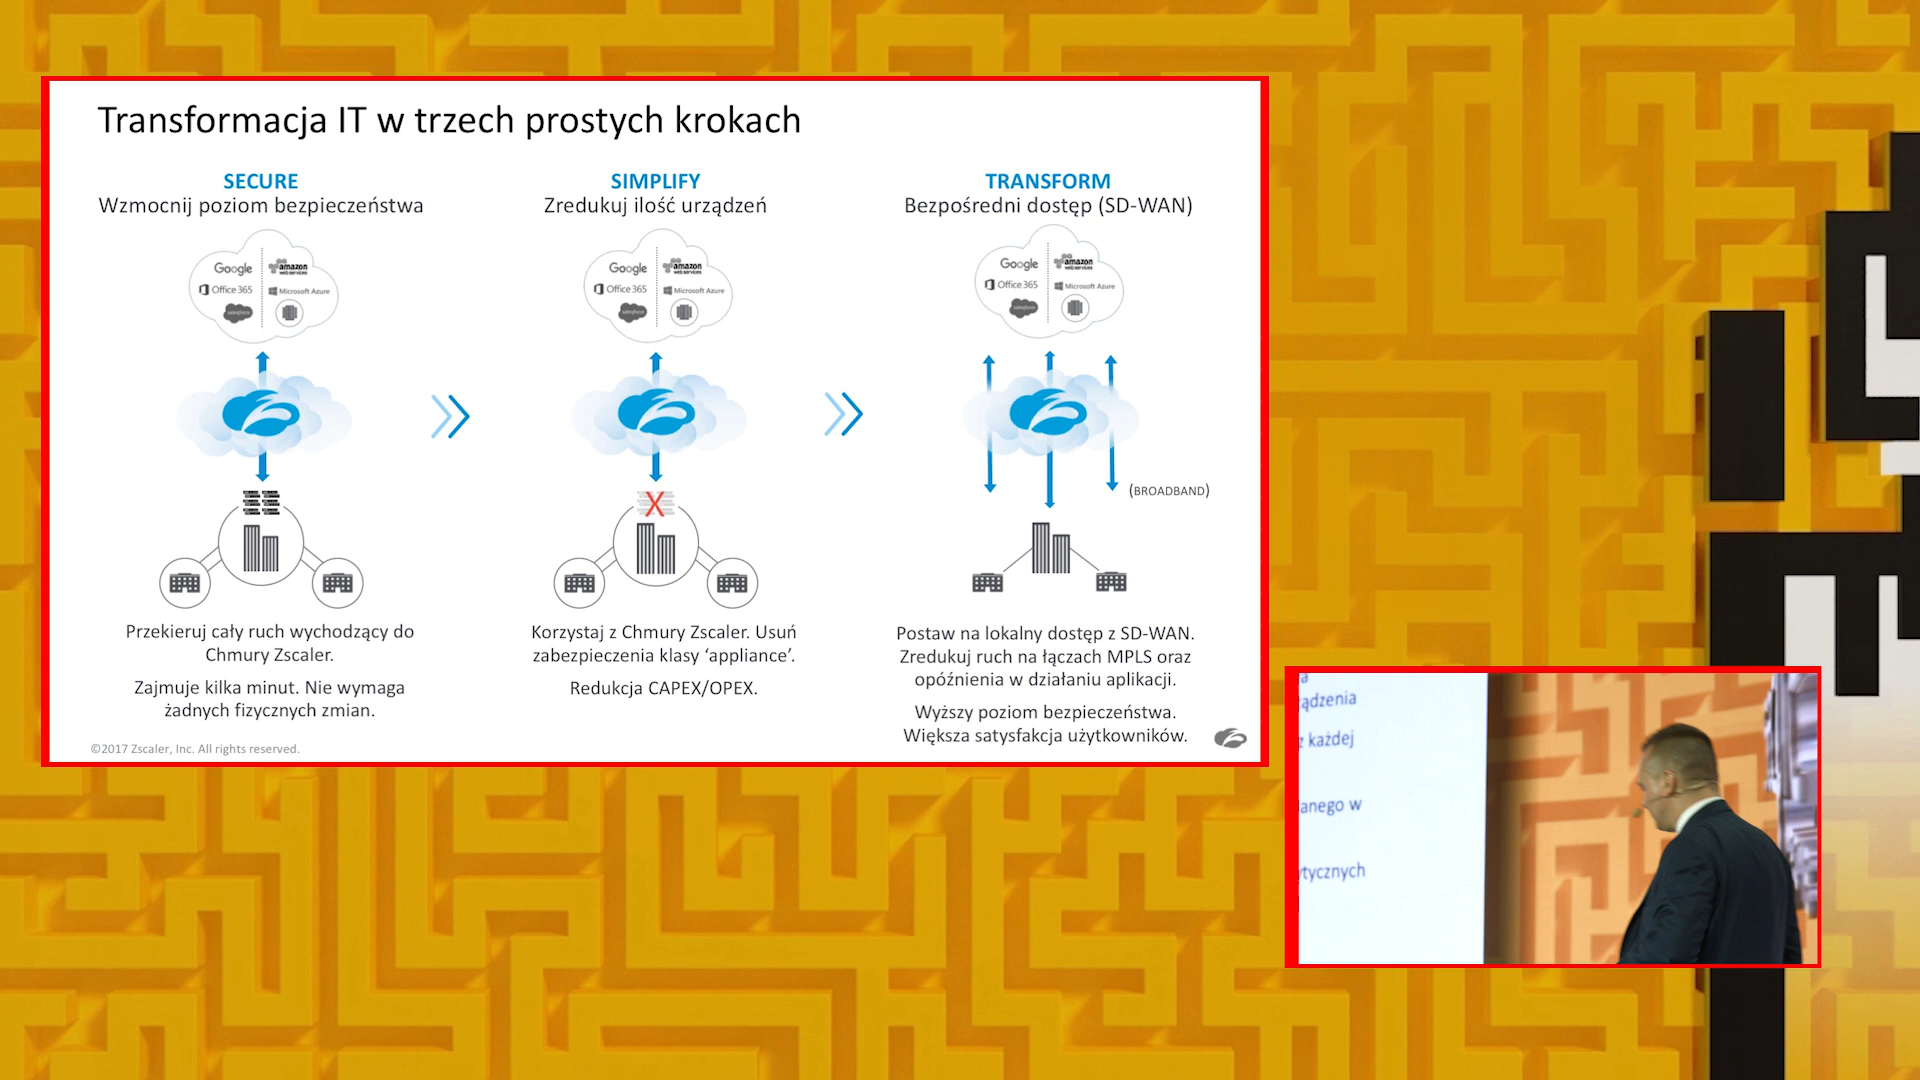 Transformacja IT w trzech prostych krokach
SECURE
Wzmocnij poziom bezpieczeństwa
Google
amazon
web services
Office 365
Microsoft Azure
salesforce
Przekieruj cały ruch wychodzący do
Chmury Zscaler.
Zajmuje kilka minut. Nie wymaga
żadnych fizycznych zmian.
SIMPLIFY
Zredukuj ilość urządzeń
Google
amazon
web services
Office 365
Microsoft Azure
salesforce
X
Korzystaj z Chmury Zscaler. Usuń
zabezpieczenia klasy ‘appliance’.
Redukcja CAPEX/OPEX.
TRANSFORM
Bezpośredni dostęp (SD-WAN)
Google
amazon
web services
Office 365
Microsoft Azure
salesforce
(BROADBAND)
Postaw na lokalny dostęp z SD-WAN.
Zredukuj ruch na łączach MPLS oraz
opóźnienia w działaniu aplikacji.
Wyższy poziom bezpieczeństwa.
Większa satysfakcja użytkowników.
©2017 Zscaler, Inc. All rights reserved.
a
ądzenia
z każdej
lanego w
ytycznych